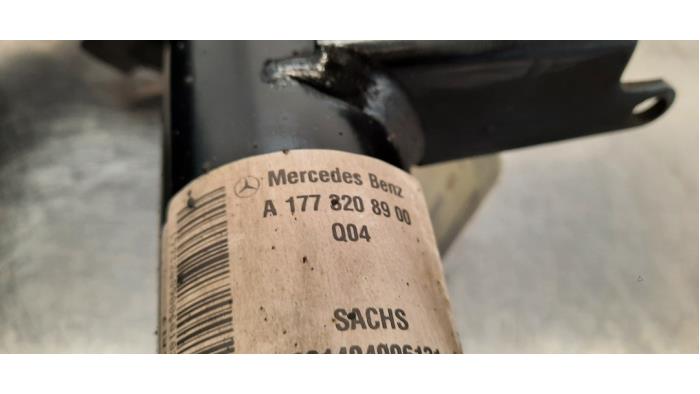 Mercedes Benz
A 177 320 89 00
Q04
SACHS